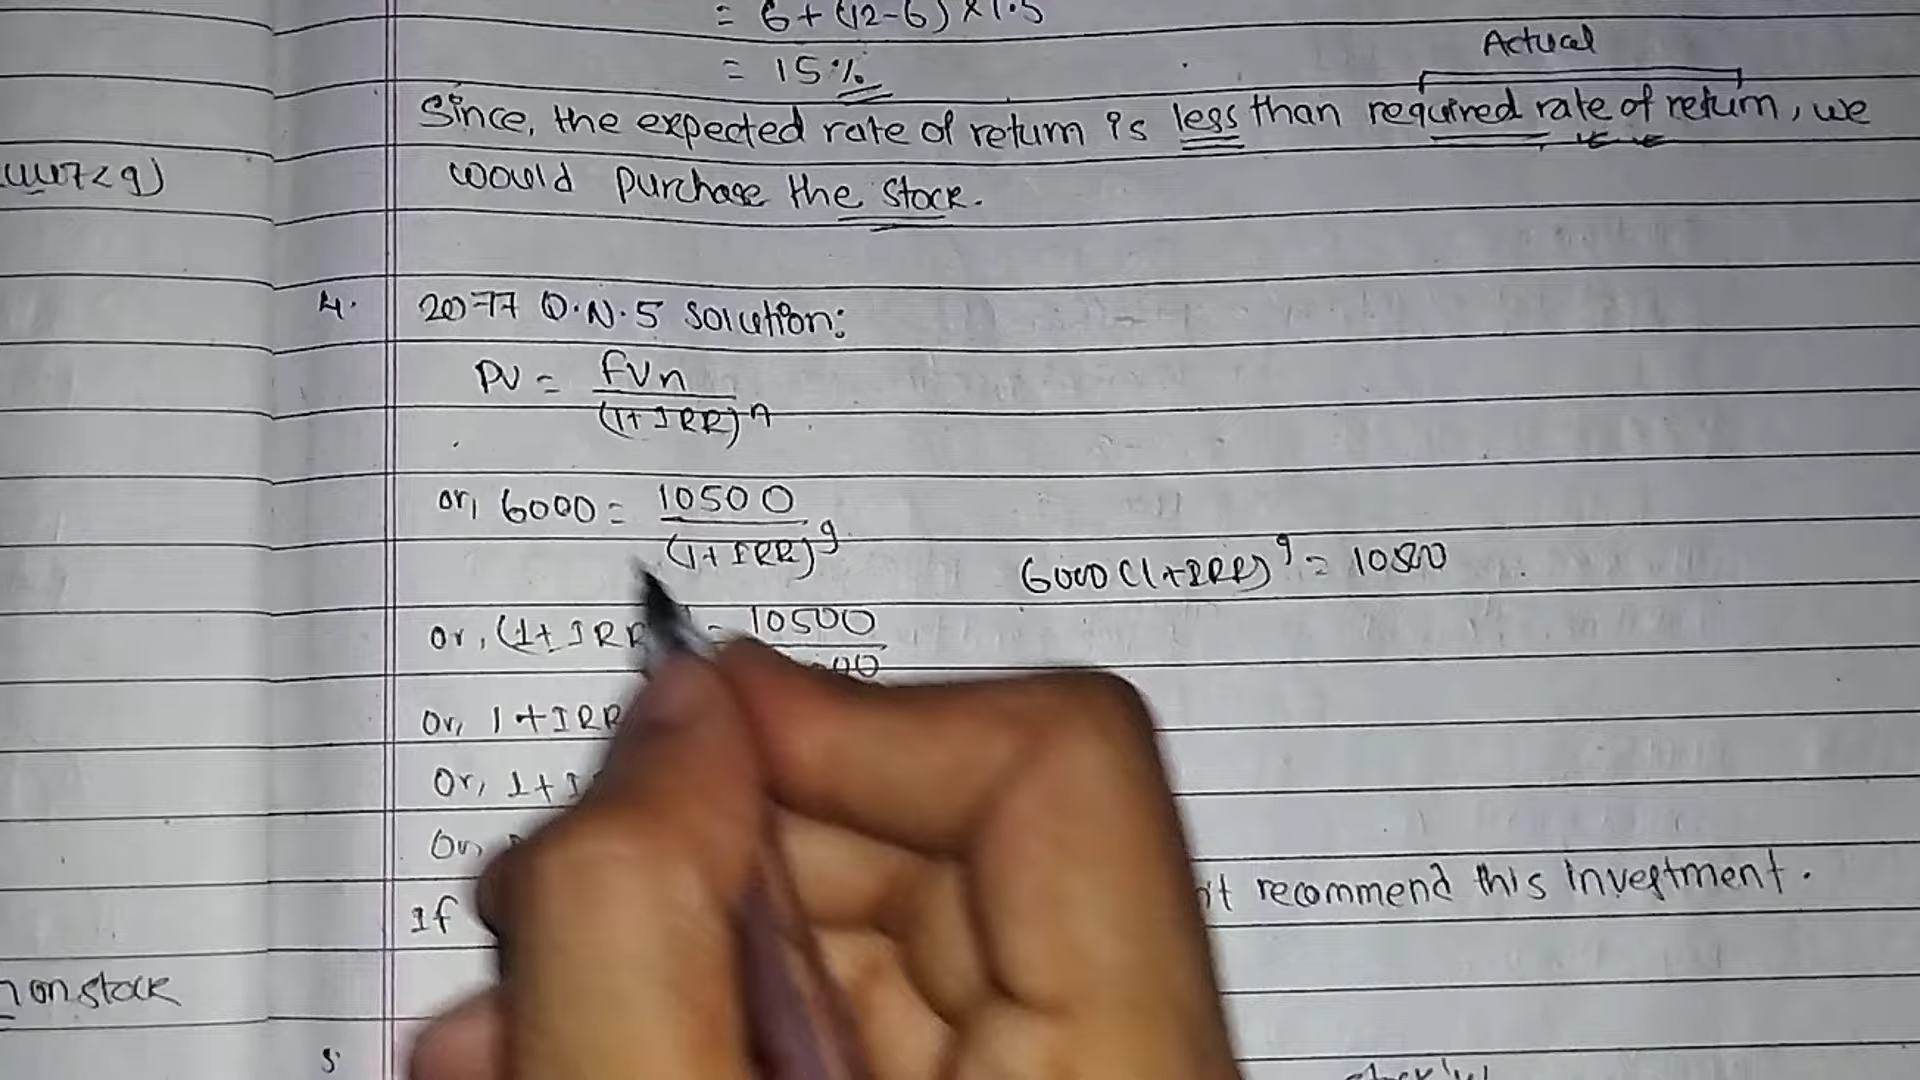 = 6 + (12-6) x 1.5
= 15%
Actual
Since, the expected rate of return is less than required rate of return, we
would purchase the stock.
4. 2077 Q.N.5 Solution:
PV = FVn
(1+IRR)^n
or, 6000 = 10500
(1+IRR)^9
6000 (1+IRR)^9 = 10500
or, (1+IRR = 10500
or, 1+IRR
or, 1+I
or,
If recommend this investment.
on stock
5.